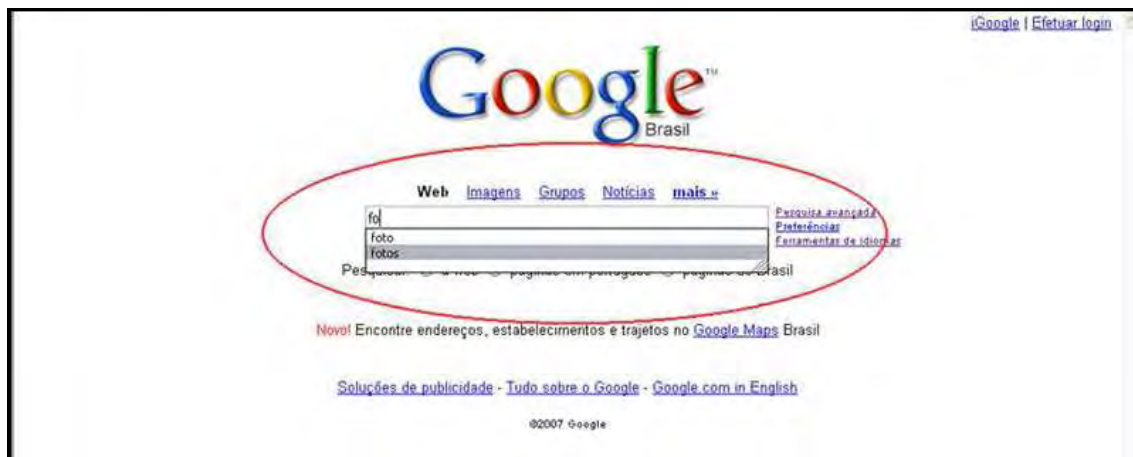 iGoogle | Efetuar login
Google™
Brasil
Web Imagens Grupos Notícias mais »
fo
Pesquisa avançada
Preferências
Ferramentas de idiomas
foto
fotos
Novo! Encontre endereços, estabelecimentos e trajetos no Google Maps Brasil
Soluções de publicidade - Tudo sobre o Google - Google.com in English
©2007 Google